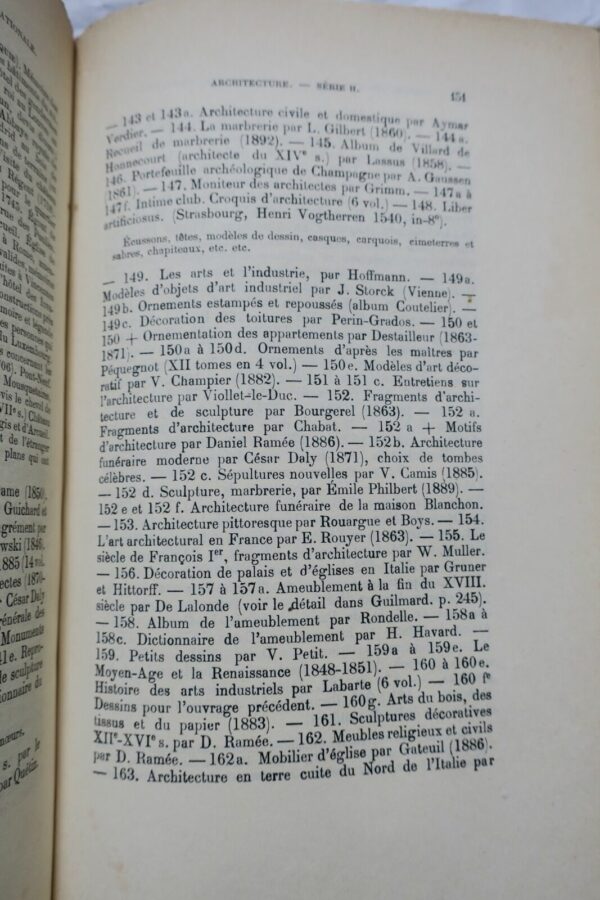 ATIONALE
ARCHITECTURE. — SÉRIE H.
151
— 143 et 143a. Architecture civile et domestique par Aymar
Verdier. — 144. La marbrerie par L. Gilbert (1860). — 144 a.
Recueil de marbrerie (1892). — 145. Album de Villard de
Honnecourt (architecte du XIVe s.) par Lassus (1858). —
146. Portefeuille archéologique de Champagne par A. Gaussen
1861). — 147. Moniteur des architectes par Grimm. — 147 a à
147f. Intime club. Croquis d'architecture (6 vol.) — 148. Liber
artificiosus. (Strasbourg, Henri Vogtherren 1540, in-8º).
Écussons, têtes, modèles de dessin, casques, carquois, cimeterres et
sabres, chapiteaux, etc. etc.
— 149. Les arts et l'industrie, par Hoffmann. — 149a.
Modèles d'objets d'art industriel par J. Storck (Vienne). —
149b. Ornements estampés et repoussés (album Coutelier). —
149c. Décoration des toitures par Perin-Grados. — 150 et
150 + Ornementation des appartements par Destailleur (1863-
1871). — 150a à 150d. Ornements d'après les maîtres par
Péquegnot (XII tomes en 4 vol.) — 150e. Modèles d'art déco-
ratif par V. Champier (1882). — 151 à 151 c. Entretiens sur
l'architecture par Viollet-le-Duc. — 152. Fragments d'archi-
tecture et de sculpture par Bourgerel (1863). — 152 a.
Fragments d'architecture par Chabat. — 152 a + Motifs
d'architecture par Daniel Ramée (1886). — 152b. Architecture
funéraire moderne par César Daly (1871), choix de tombes
célèbres. — 152 c. Sépultures nouvelles par V. Camis (1885).
— 152 d. Sculpture, marbrerie, par Émile Philbert (1889). —
152 e et 152 f. Architecture funéraire de la maison Blanchon.
— 153. Architecture pittoresque par Rouargue et Boys. — 154.
L'art architectural en France par E. Rouyer (1863). — 155. Le
siècle de François Ier, fragments d'architecture par W. Muller.
— 156. Décoration de palais et d'églises en Italie par Gruner
et Hittorff. — 157 à 157a. Ameublement à la fin du XVIII.
siècle par De Lalonde (voir le détail dans Guilmard. p. 245).
— 158. Album de l'ameublement par Rondelle. — 158a à
158c. Dictionnaire de l'ameublement par H. Havard. —
159. Petits dessins par V. Petit. — 159a à 159e. Le
Moyen-Age et la Renaissance (1848-1851). — 160 à 160e.
Histoire des arts industriels par Labarte (6 vol.) — 160 fe
Dessins pour l'ouvrage précédent. — 160g. Arts du bois, des
tissus et du papier (1883). — 161. Sculptures décoratives
XIIe-XVIe s. par D. Ramée. — 162. Meubles religieux et civils
par D. Ramée. — 162a. Mobilier d'église par Gateuil (1886).
— 163. Architecture en terre cuite du Nord de l'Italie par